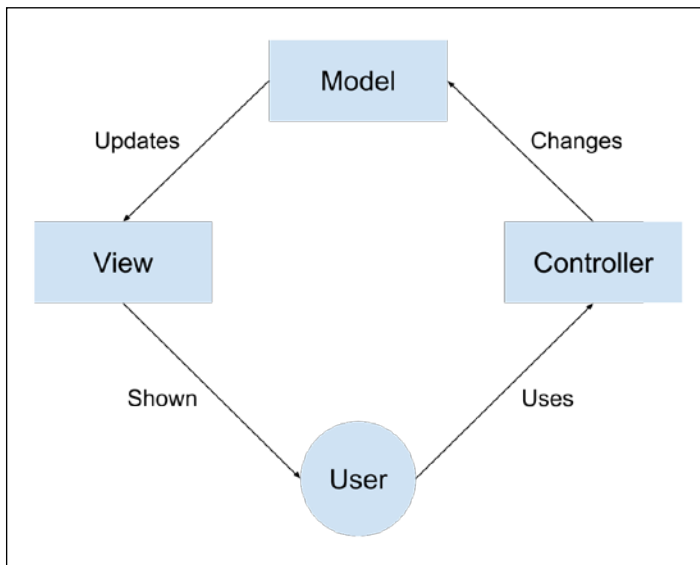 Model
Updates
Changes
View
Controller
Shown
Uses
User